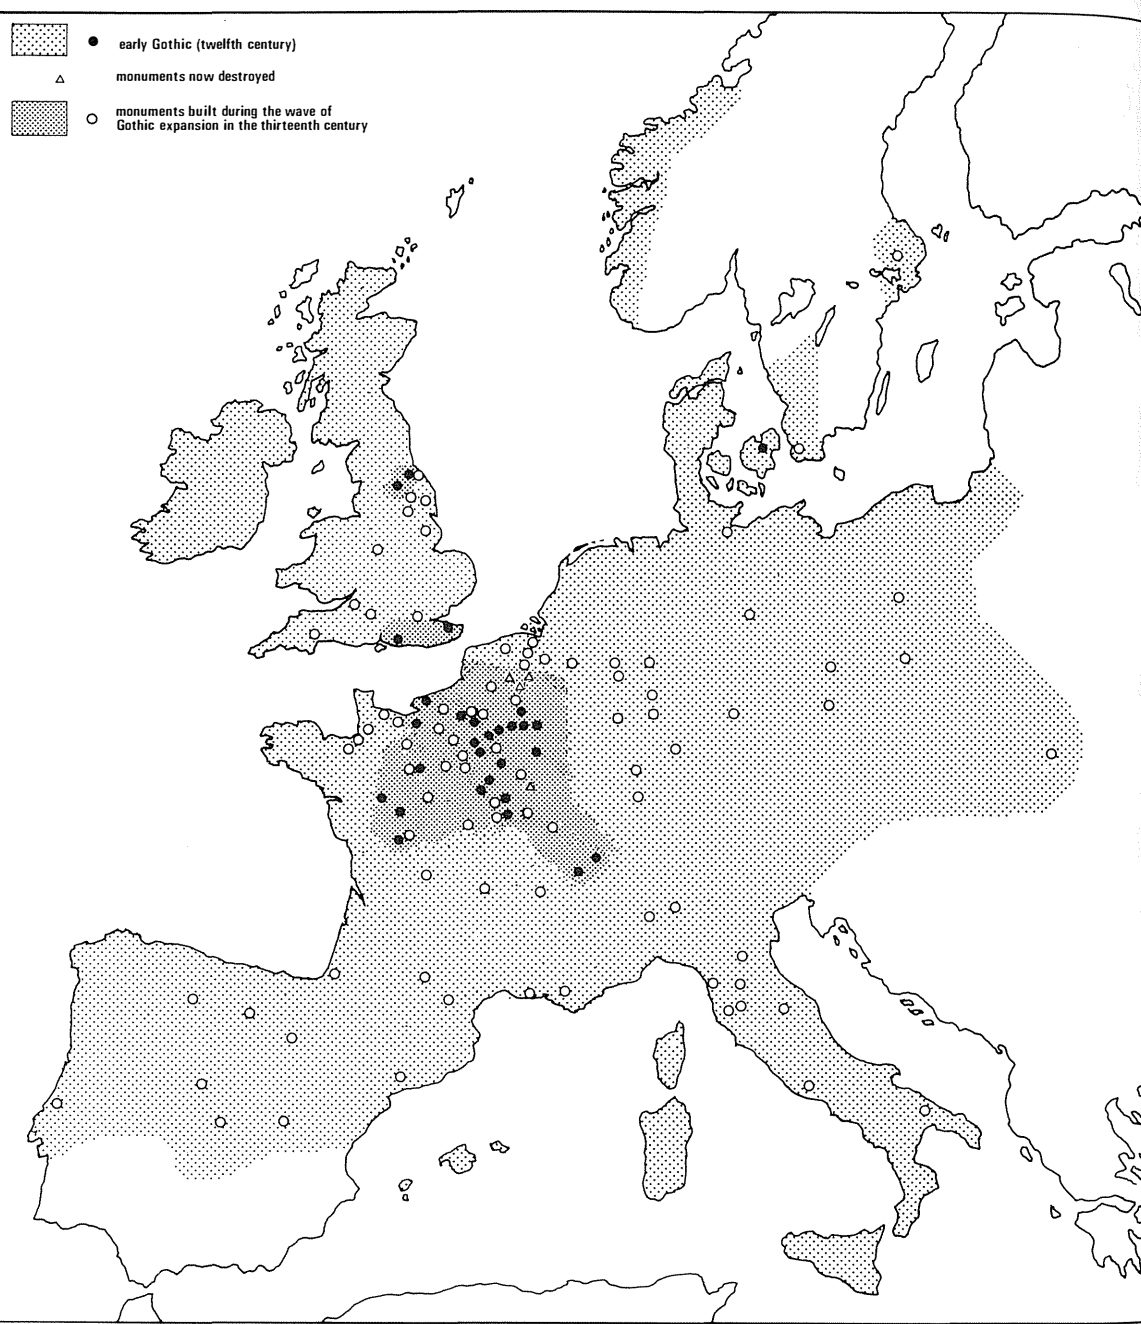 early Gothic (twelfth century)
monuments now destroyed
monuments built during the wave of
Gothic expansion in the thirteenth century